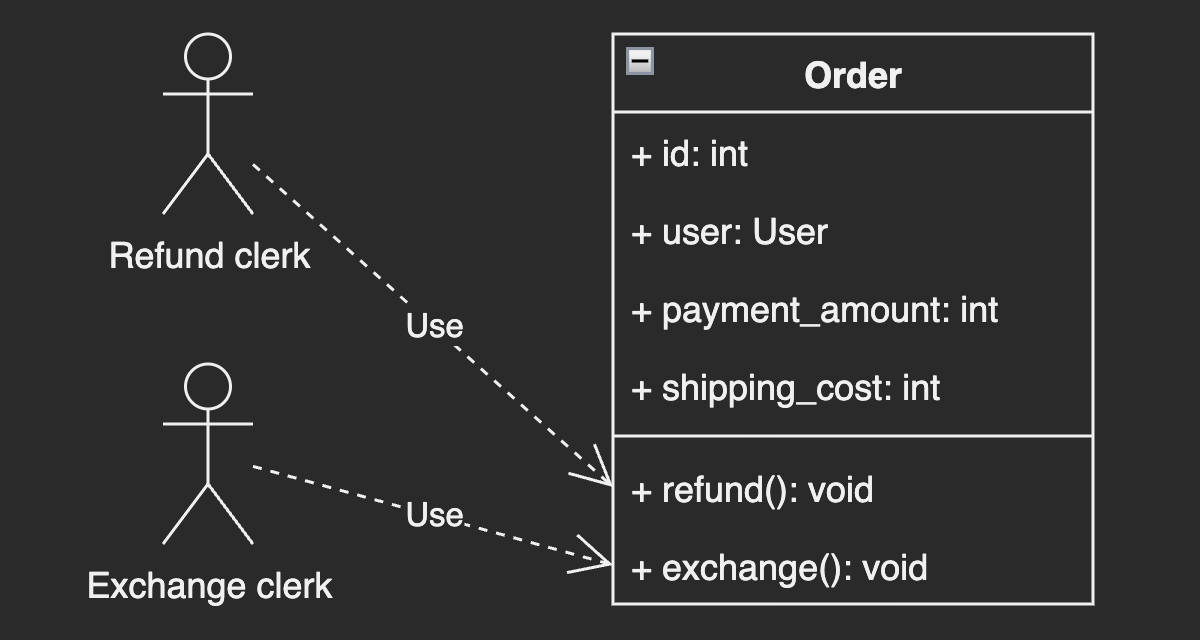 Refund clerk
Use
Exchange clerk
Use
Order
+ id: int
+ user: User
+ payment_amount: int
+ shipping_cost: int
+ refund(): void
+ exchange(): void